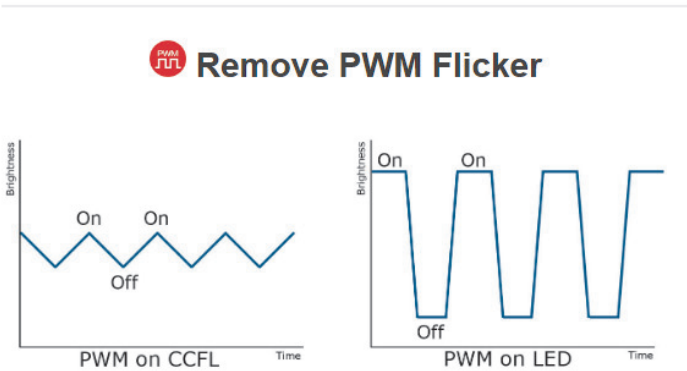 PWM
Remove PWM Flicker
Brightness
On
On
Off
PWM on CCFL
Time
Brightness
On
On
Off
PWM on LED
Time